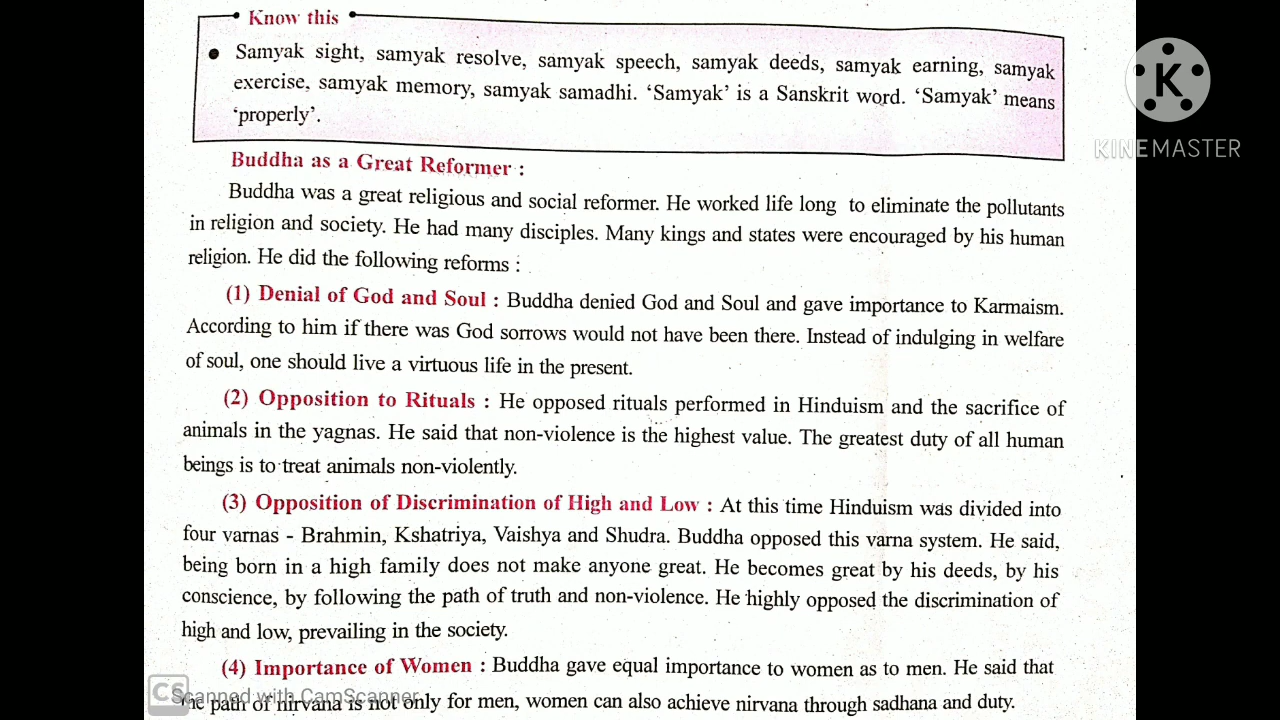 Know this
Samyak sight, samyak resolve, samyak speech, samyak deeds, samyak earning, samyak
exercise, samyak memory, samyak samadhi. ‘Samyak’ is a Sanskrit word. ‘Samyak’ means
‘properly’.
KINEMASTER
Buddha as a Great Reformer :
Buddha was a great religious and social reformer. He worked life long to eliminate the pollutants
in religion and society. He had many disciples. Many kings and states were encouraged by his human
religion. He did the following reforms :
(1) Denial of God and Soul : Buddha denied God and Soul and gave importance to Karmaism.
According to him if there was God sorrows would not have been there. Instead of indulging in welfare
of soul, one should live a virtuous life in the present.
(2) Opposition to Rituals : He opposed rituals performed in Hinduism and the sacrifice of
animals in the yagnas. He said that non-violence is the highest value. The greatest duty of all human
beings is to treat animals non-violently.
(3) Opposition of Discrimination of High and Low : At this time Hinduism was divided into
four varnas - Brahmin, Kshatriya, Vaishya and Shudra. Buddha opposed this varna system. He said,
being born in a high family does not make anyone great. He becomes great by his deeds, by his
conscience, by following the path of truth and non-violence. He highly opposed the discrimination of
high and low, prevailing in the society.
(4) Importance of Women : Buddha gave equal importance to women as to men. He said that
the path of nirvana is not only for men, women can also achieve nirvana through sadhana and duty.
CS Scanned with CamScanner
K